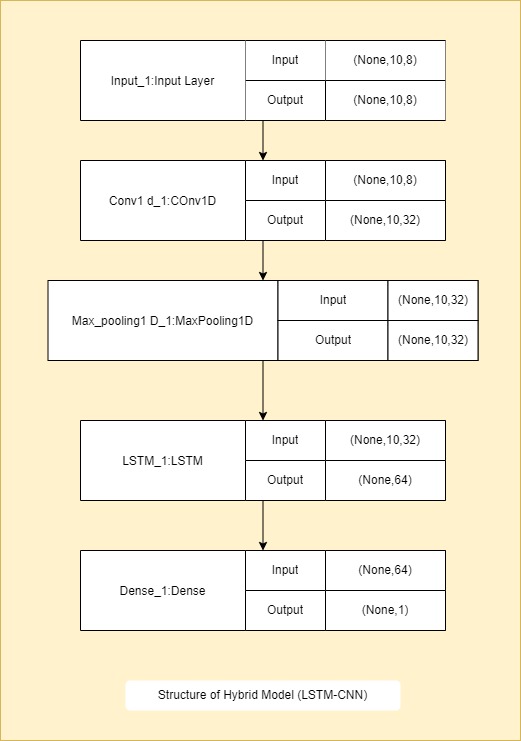 Input
(None,10,8)
Input_1:Input Layer
Output
(None,10,8)
Input
(None,10,8)
Conv1 d_1:COnv1D
Output
(None,10,32)
Input
(None,10,32)
Max_pooling1 D_1:MaxPooling1D
Output
(None,10,32)
Input
(None,10,32)
LSTM_1:LSTM
Output
(None,64)
Input
(None,64)
Dense_1:Dense
Output
(None,1)
Structure of Hybrid Model (LSTM-CNN)